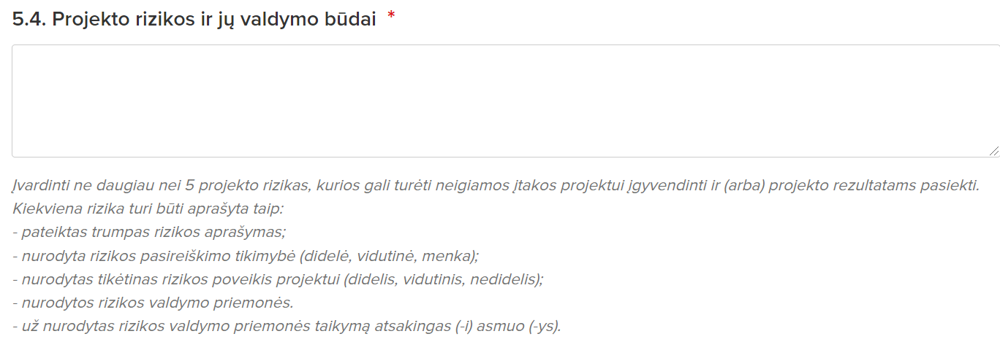 5.4. Projekto rizikos ir jų valdymo būdai *
Įvardinti ne daugiau nei 5 projekto rizikas, kurios gali turėti neigiamos įtakos projektui įgyvendinti ir (arba) projekto rezultatams pasiekti.
Kiekviena rizika turi būti aprašyta taip:
- pateiktas trumpas rizikos aprašymas;
- nurodyta rizikos pasireiškimo tikimybė (didelė, vidutinė, menka);
- nurodytas tikėtinas rizikos poveikis projektui (didelis, vidutinis, nedidelis);
- nurodytos rizikos valdymo priemonės.
- už nurodytas rizikos valdymo priemonės taikymą atsakingas (-i) asmuo (-ys).